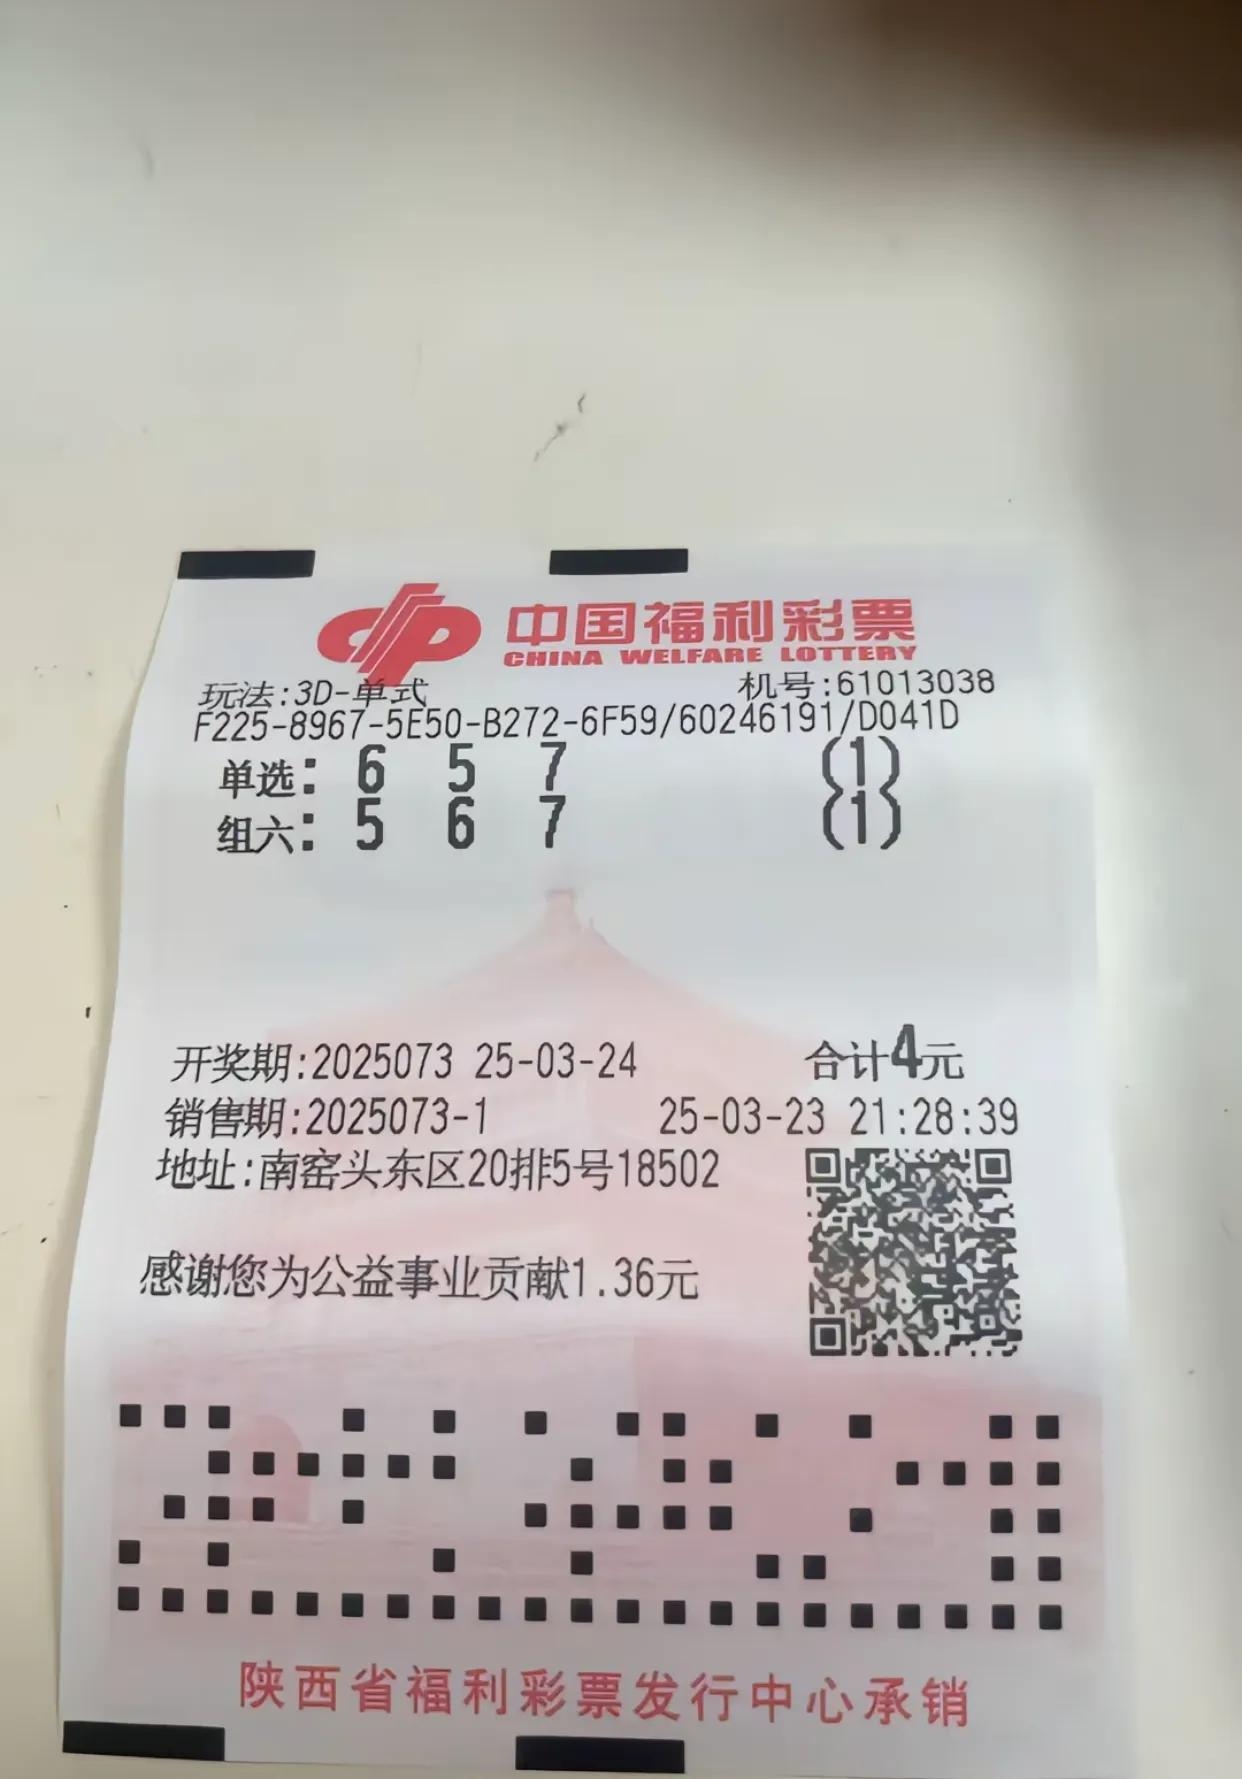 中国福利彩票
CHINA WELFARE LOTTERY
玩法:3D-单式 机号:61013038
F225-8967-5E50-B272-6F59/60246191/D041D
单选: 6 5 7 (1)
组六: 5 6 7 (1)
开奖期:2025073 25-03-24 合计4元
销售期:2025073-1 25-03-23 21:28:39
地址:南窑头东区20排5号18502
感谢您为公益事业贡献1.36元
陕西省福利彩票发行中心承销